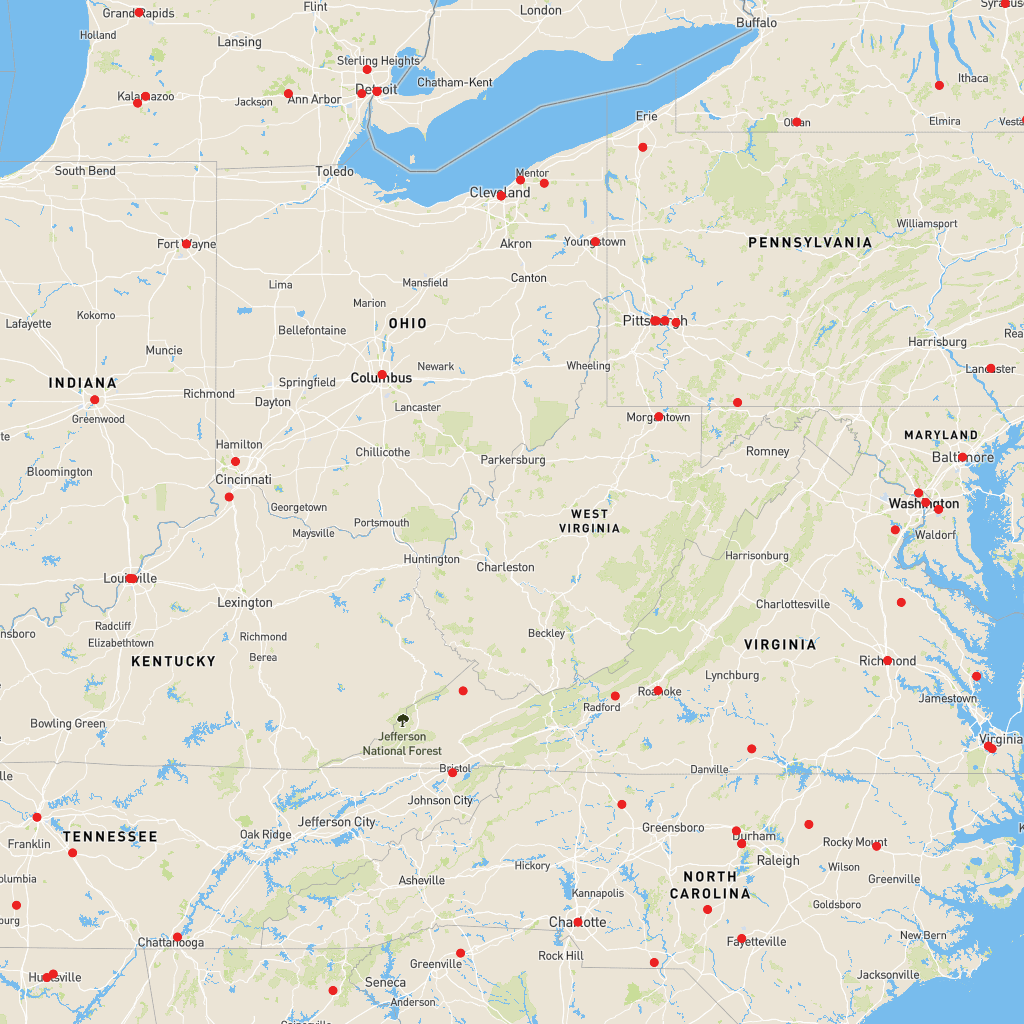 Grand Rapids
Flint
London
Buffalo
Holland
Lansing
Sterling Heights
Chatham-Kent
Ithaca
Kalamazoo
Jackson
Ann Arbor
Detroit
Erie
Olean
Elmira
South Bend
Toledo
Mentor
Cleveland
Williamsport
Fort Wayne
Akron
Youngstown
PENNSYLVANIA
Lima
Mansfield
Canton
Kokomo
Marion
Lafayette
Bellefontaine
OHIO
Pittsburgh
Harrisburg
Muncie
Newark
Wheeling
Lancaster
INDIANA
Richmond
Springfield
Columbus
Greenwood
Dayton
Lancaster
Morgantown
MARYLAND
Hamilton
Chillicothe
Parkersburg
Romney
Baltimore
Bloomington
Cincinnati
Georgetown
Portsmouth
WEST
VIRGINIA
Washington
Maysville
Waldorf
Huntington
Charleston
Harrisonburg
Louisville
Lexington
Charlottesville
Radcliff
Elizabethtown
Richmond
Berea
Beckley
VIRGINIA
KENTUCKY
Richmond
Lynchburg
Roanoke
Jamestown
Radford
Bowling Green
Jefferson
National Forest
Virginia
Bristol
Danville
Johnson City
Jefferson City
TENNESSEE
Oak Ridge
Greensboro
Durham
Franklin
Rocky Mount
Raleigh
Hickory
Wilson
Asheville
NORTH
CAROLINA
Greenville
Kannapolis
Goldsboro
Charlotte
Chattanooga
Fayetteville
New Bern
Rock Hill
Greenville
Huntsville
Seneca
Jacksonville
Anderson